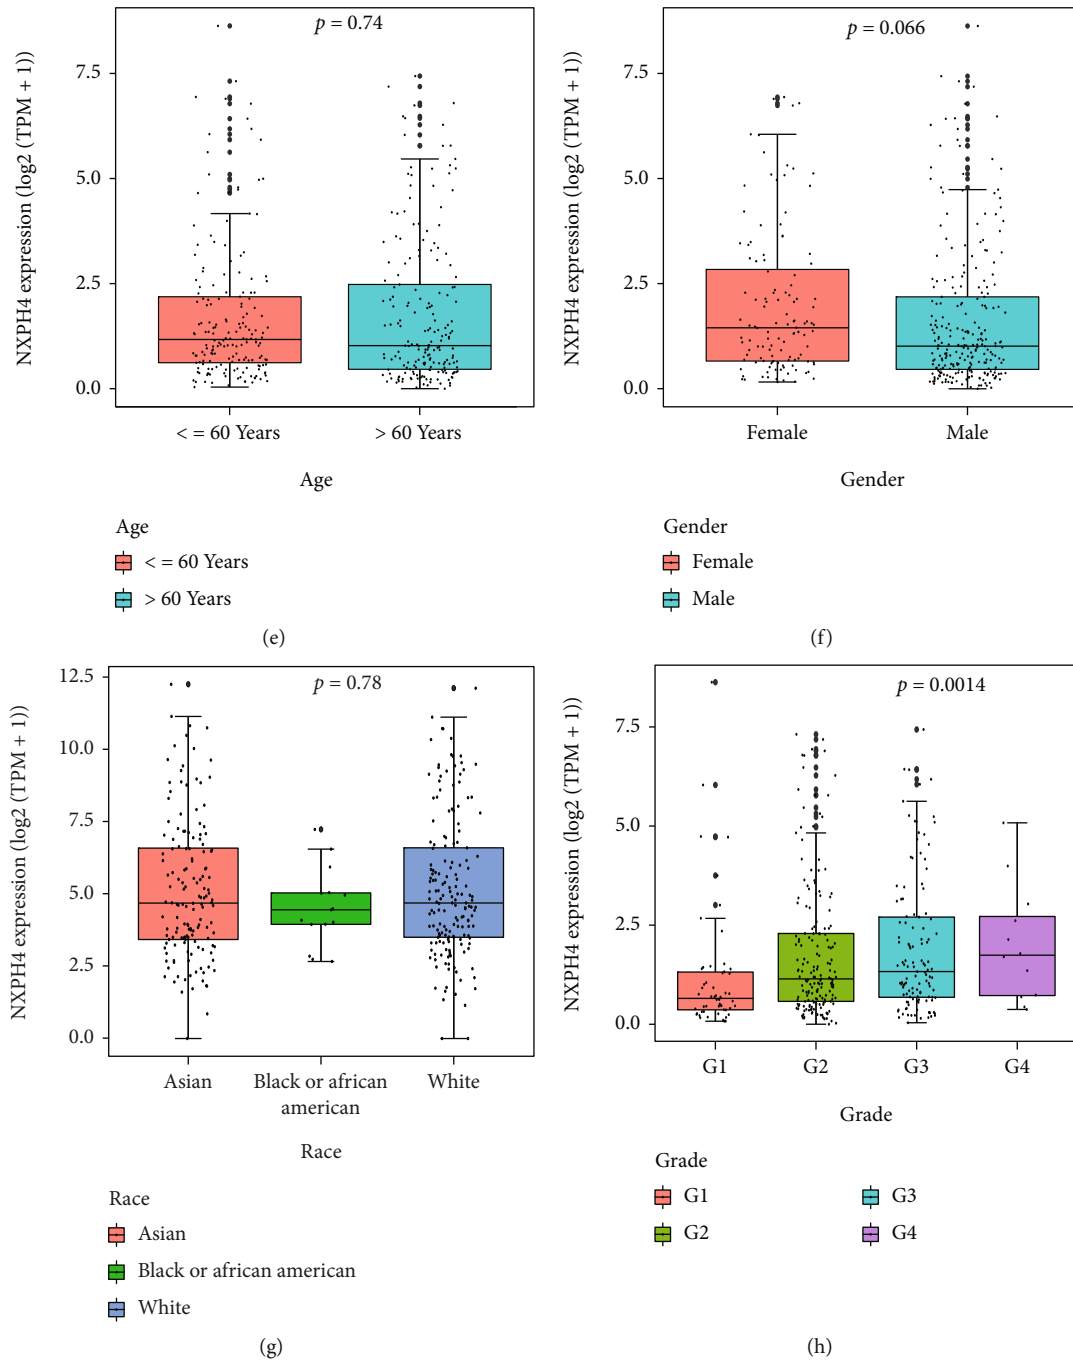 p = 0.74
NXPH4 expression (log2 (TPM + 1))
7.5
5.0
2.5
0.0
< = 60 Years
> 60 Years
Age
Age
< = 60 Years
> 60 Years
(e)
p = 0.066
NXPH4 expression (log2 (TPM + 1))
7.5
5.0
2.5
0.0
Female
Male
Gender
Gender
Female
Male
(f)
p = 0.78
NXPH4 expression (log2 (TPM + 1))
12.5
10.0
7.5
5.0
2.5
0.0
Asian
Black or african
american
White
Race
Race
Asian
Black or african american
White
(g)
p = 0.0014
NXPH4 expression (log2 (TPM + 1))
7.5
5.0
2.5
0.0
G1
G2
G3
G4
Grade
Grade
G1
G2
G3
G4
(h)